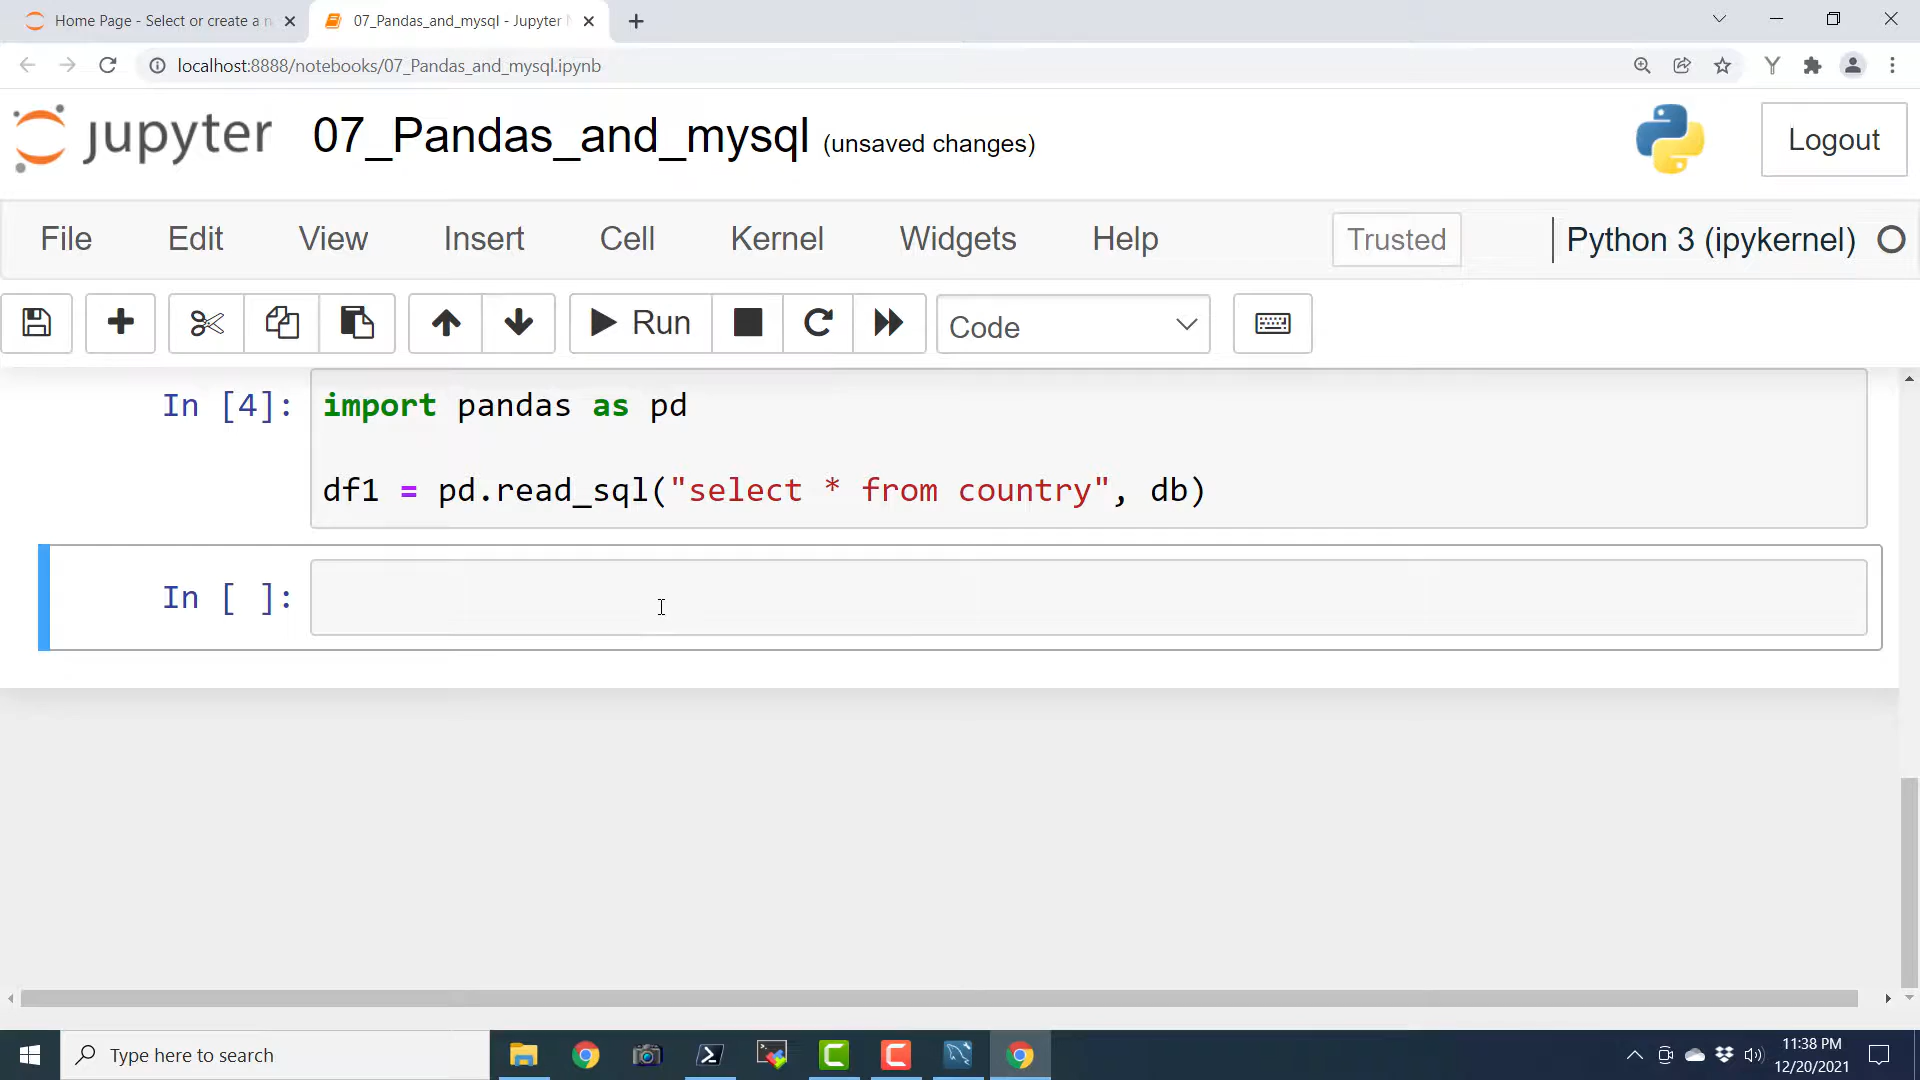 Home Page - Select or create a n
07_Pandas_and_mysql - Jupyter N
localhost:8888/notebooks/07_Pandas_and_mysql.ipynb
jupyter 07_Pandas_and_mysql (unsaved changes)
Logout
File Edit View Insert Cell Kernel Widgets Help Trusted Python 3 (ipykernel)
Run Code
In [4]: import pandas as pd
df1 = pd.read_sql("select * from country", db)
In [ ]:
Type here to search
11:38 PM
12/20/2021